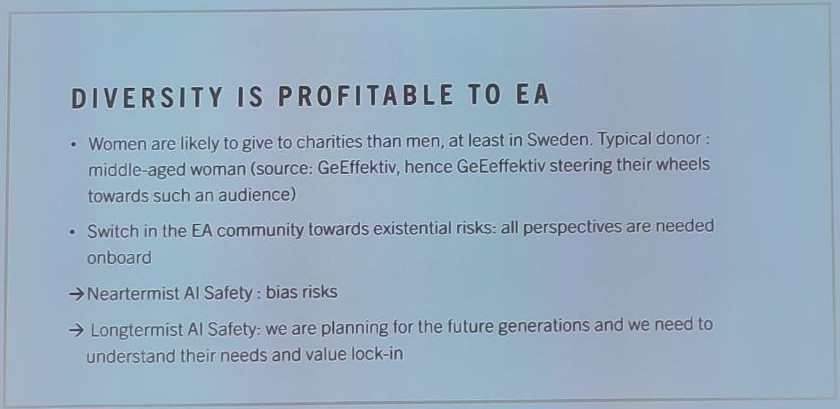 DIVERSITY IS PROFITABLE TO EA
• Women are likely to give to charities than men, at least in Sweden. Typical donor :
middle-aged woman (source: GeEffektiv, hence GeEeffektiv steering their wheels
towards such an audience)
• Switch in the EA community towards existential risks: all perspectives are needed
onboard
→Neartermist AI Safety : bias risks
→ Longtermist AI Safety: we are planning for the future generations and we need to
understand their needs and value lock-in